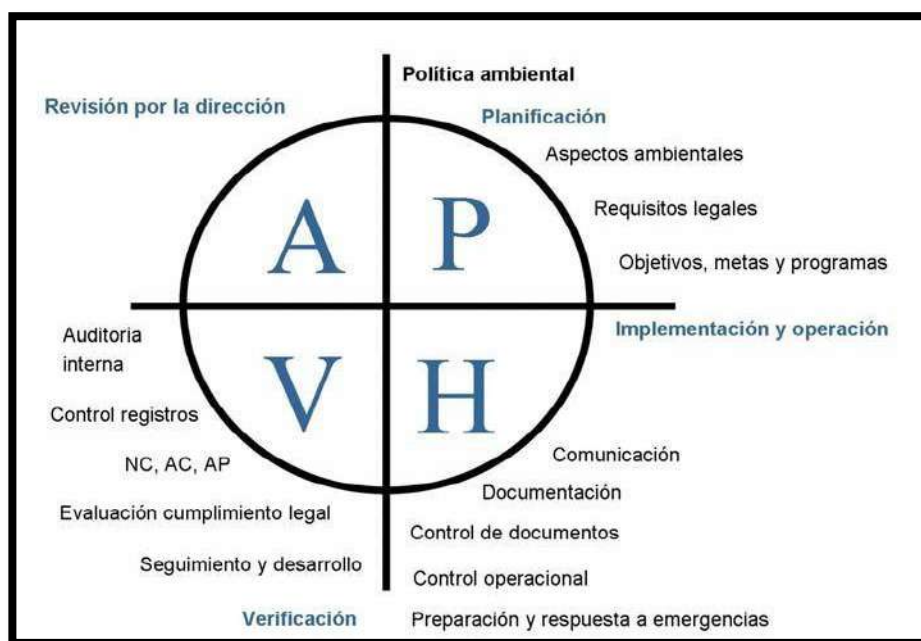 Política ambiental
Revisión por la dirección
Planificación
Aspectos ambientales
Requisitos legales
Objetivos, metas y programas
A P
Implementación y operación
Auditoria
interna
V H
Control registros
Comunicación
NC, AC, AP
Documentación
Evaluación cumplimiento legal
Control de documentos
Seguimiento y desarrollo
Control operacional
Verificación
Preparación y respuesta a emergencias